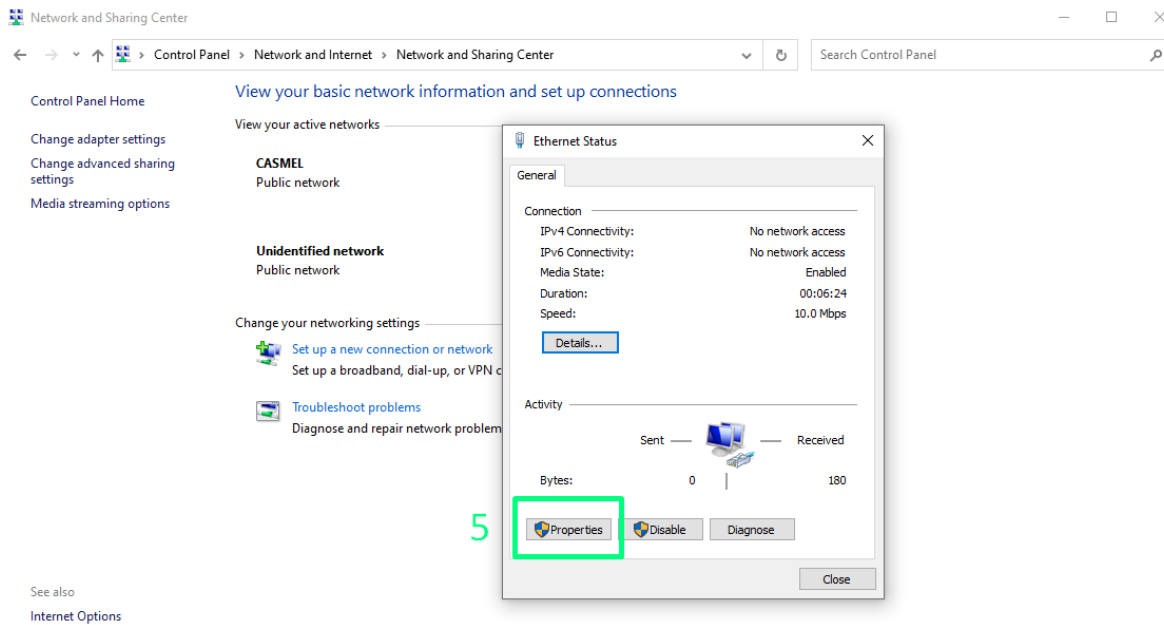 Network and Sharing Center
Control Panel > Network and Internet > Network and Sharing Center
Search Control Panel
Control Panel Home
Change adapter settings
Change advanced sharing
settings
Media streaming options
See also
Internet Options
View your basic network information and set up connections
View your active networks
CASMEL
Public network
Unidentified network
Public network
Change your networking settings
Set up a new connection or network
Set up a broadband, dial-up, or VPN c
Troubleshoot problems
Diagnose and repair network problem
Ethernet Status
General
Connection
IPv4 Connectivity: No network access
IPv6 Connectivity: No network access
Media State: Enabled
Duration: 00:06:24
Speed: 10.0 Mbps
Details...
Activity
Sent Received
Bytes: 0 180
5
Properties Disable Diagnose
Close